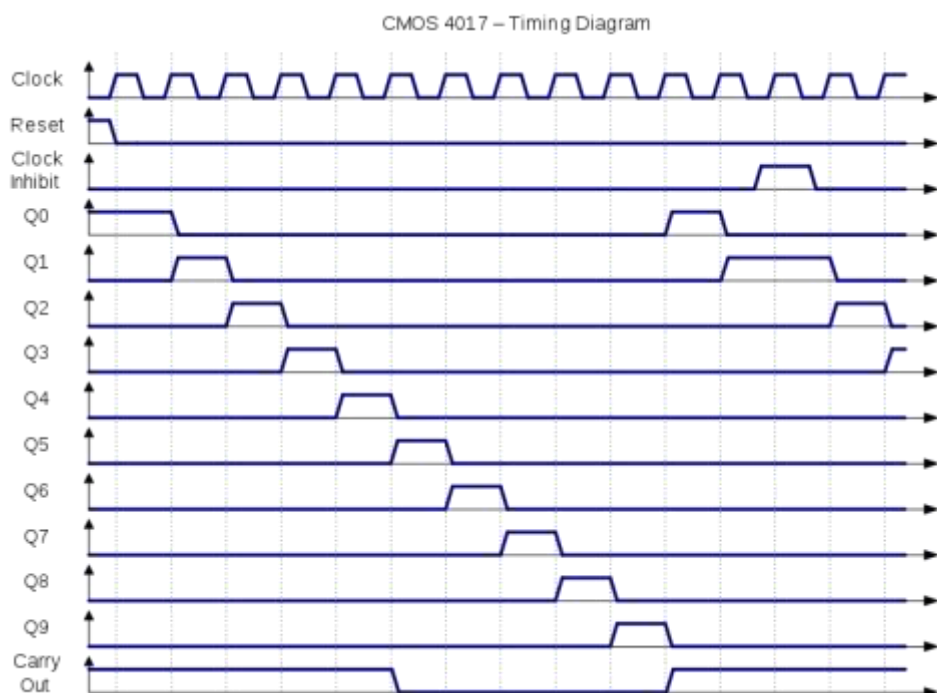 CMOS 4017 – Timing Diagram
Clock
Reset
Clock
Inhibit
Q0
Q1
Q2
Q3
Q4
Q5
Q6
Q7
Q8
Q9
Carry
Out